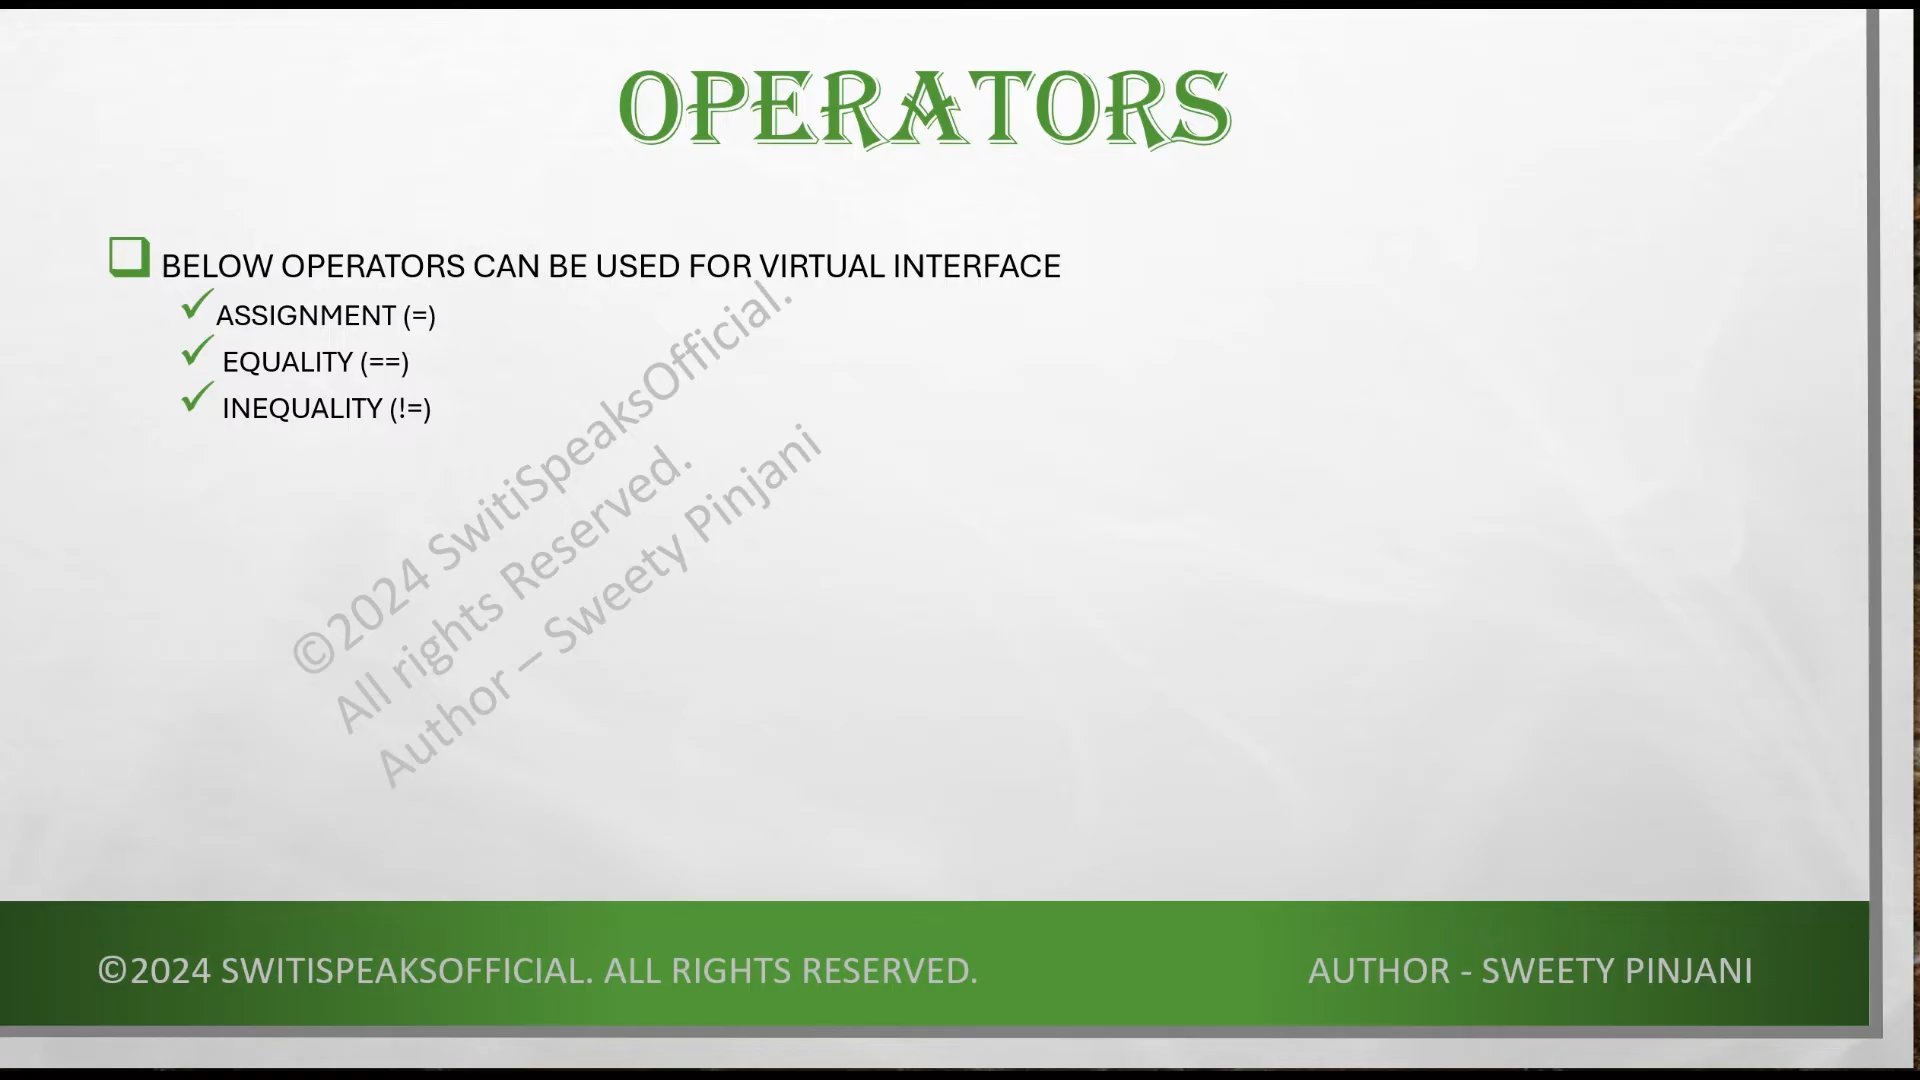 OPERATORS
BELOW OPERATORS CAN BE USED FOR VIRTUAL INTERFACE
ASSIGNMENT (=)
EQUALITY (==)
INEQUALITY (!=)
©2024 SwitiSpeaksOfficial.
All rights Reserved.
Author – Sweety Pinjani
©2024 SWITISPEAKSOFFICIAL. ALL RIGHTS RESERVED.
AUTHOR - SWEETY PINJANI